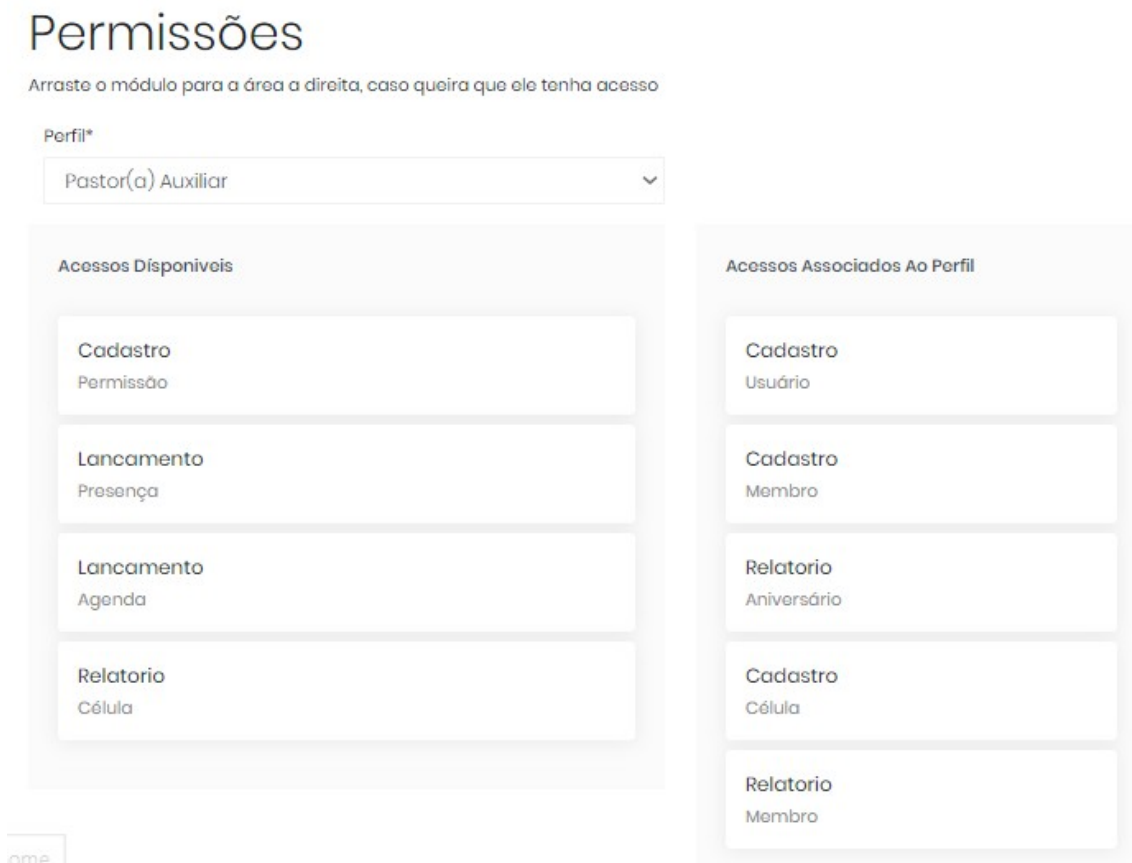 Permissões
Arraste o módulo para a área a direita, caso queira que ele tenha acesso
Perfil*
Pastor(a) Auxiliar
Acessos Dísponiveis
Cadastro
Permissão
Lancamento
Presença
Lancamento
Agenda
Relatorio
Célula
Acessos Associados Ao Perfil
Cadastro
Usuário
Cadastro
Membro
Relatorio
Aniversário
Cadastro
Célula
Relatorio
Membro